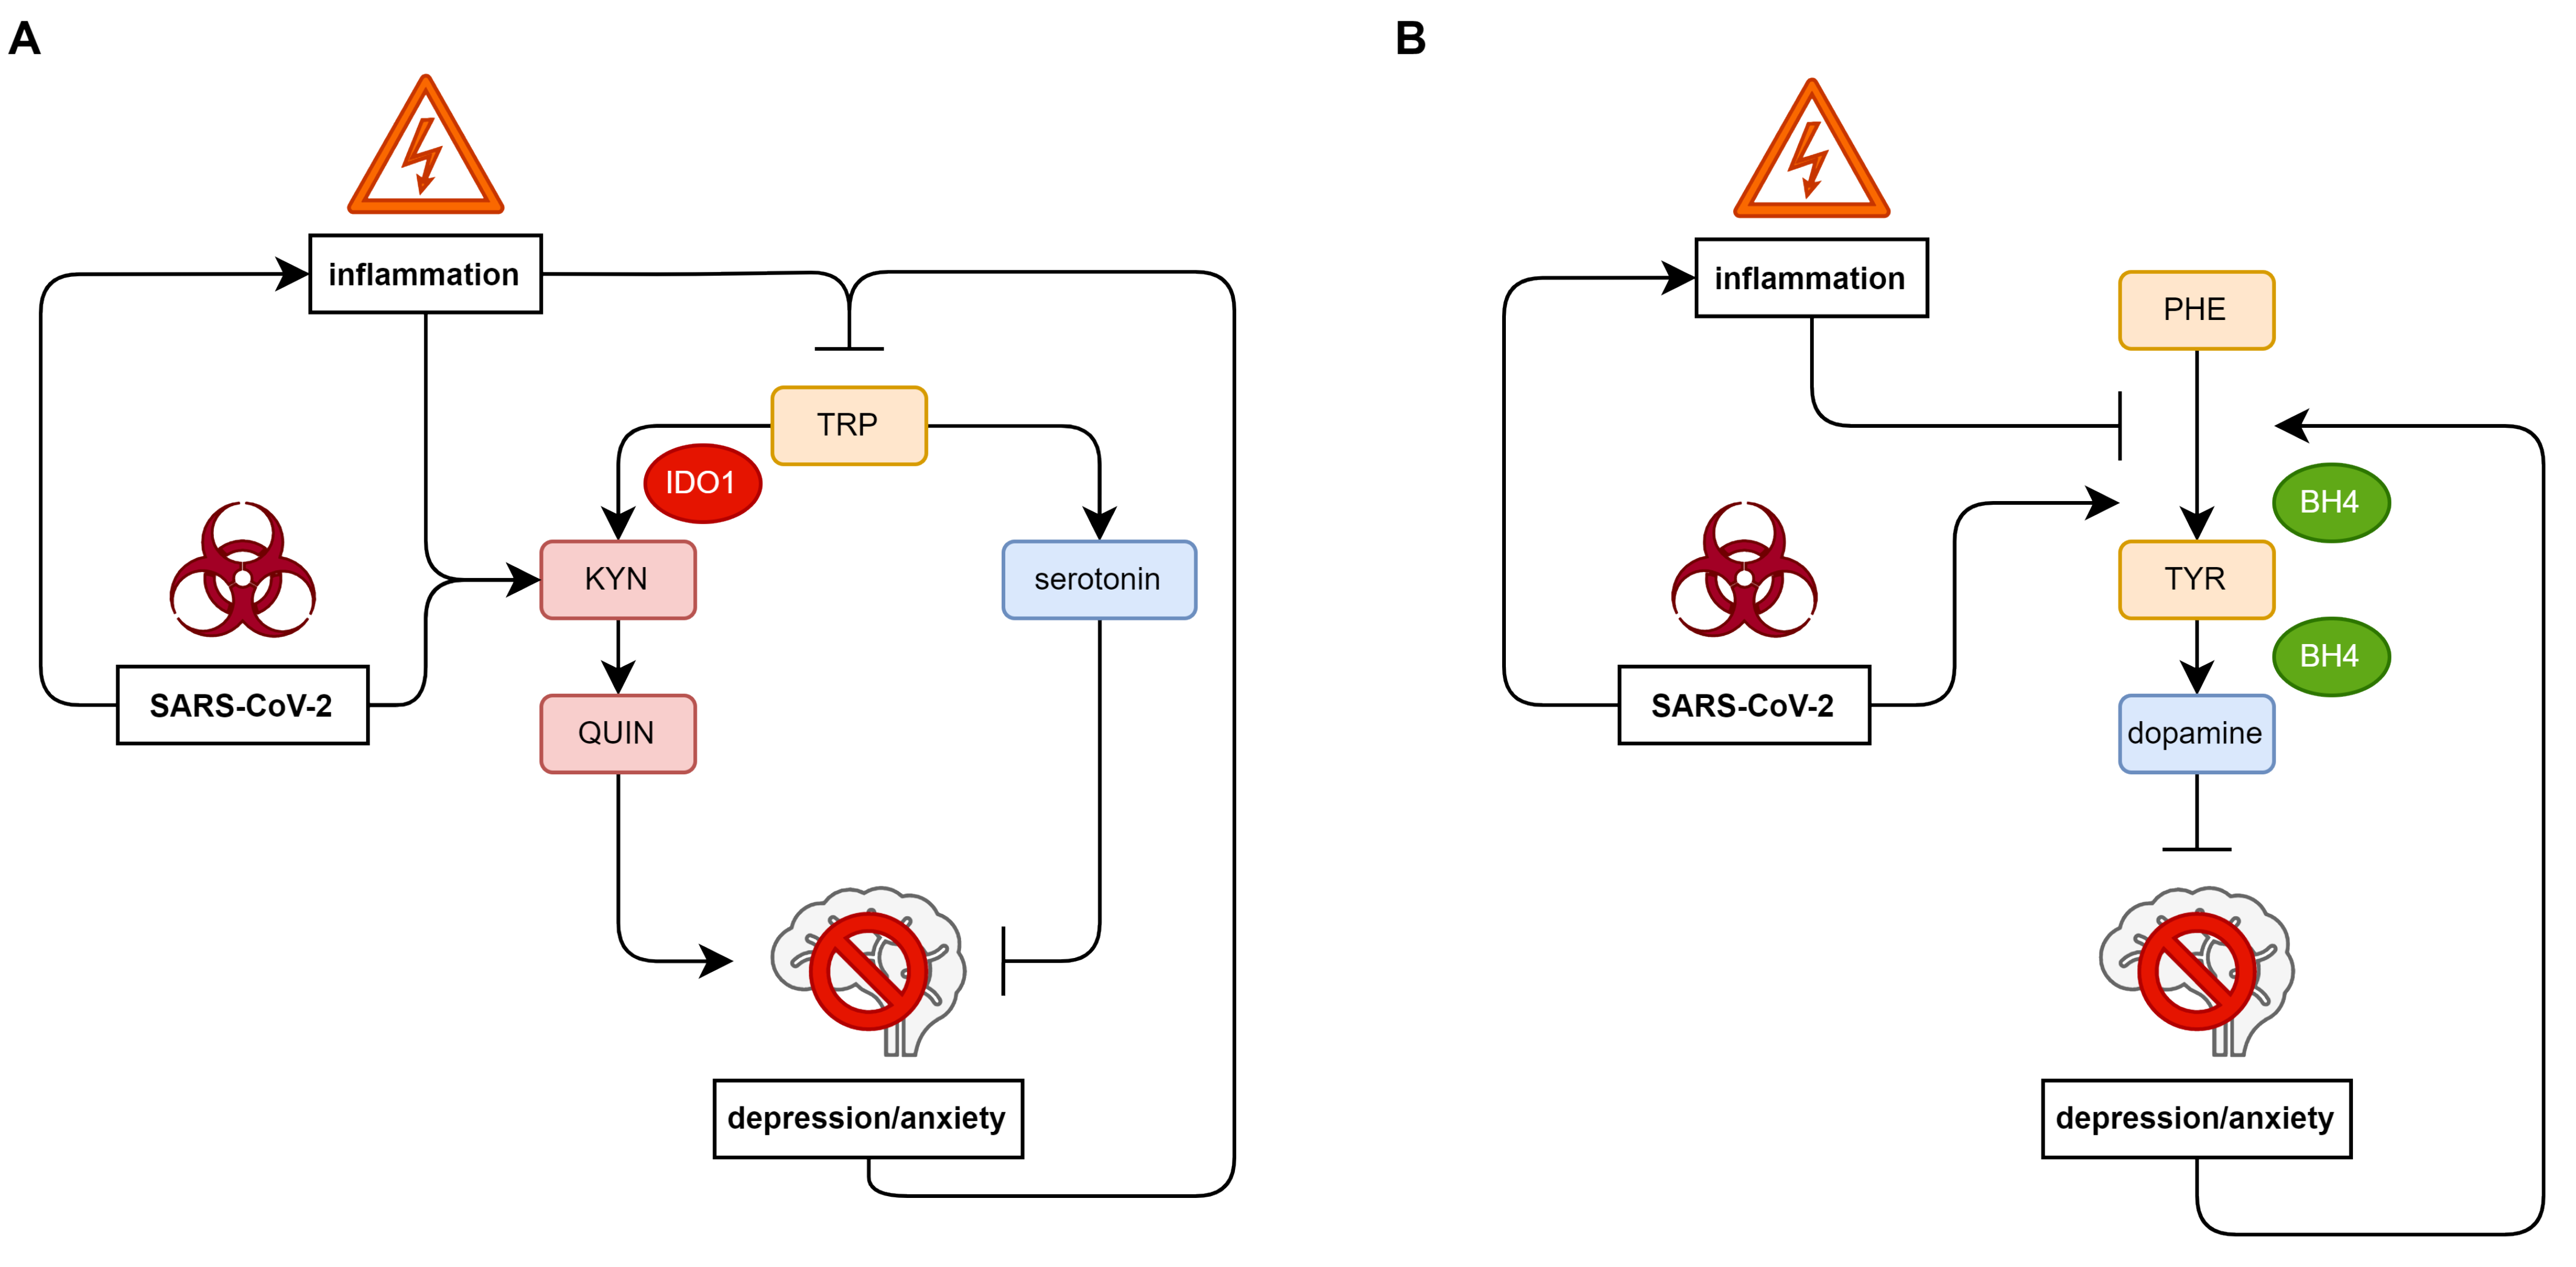 A
inflammation
TRP
IDO1
KYN
serotonin
SARS-CoV-2
QUIN
depression/anxiety
B
inflammation
PHE
BH4
TYR
BH4
SARS-CoV-2
dopamine
depression/anxiety